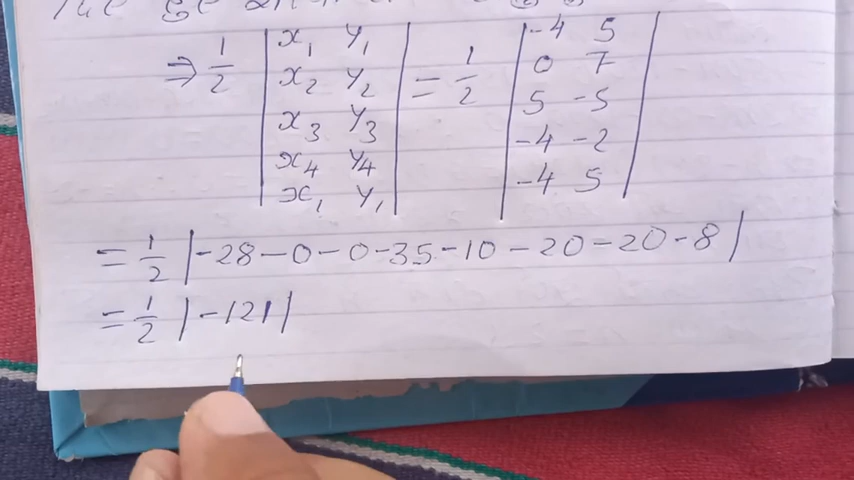 ⇒ 1/2 | x₁ y₁ | = 1/2 | -4 5 |
x₂ y₂ 0 7
x₃ y₃ 5 -5
x₄ y₄ -4 -2
x₁ y₁ -4 5
= 1/2 |-28-0-0-35-10-20-20-8|
= 1/2 |-121|